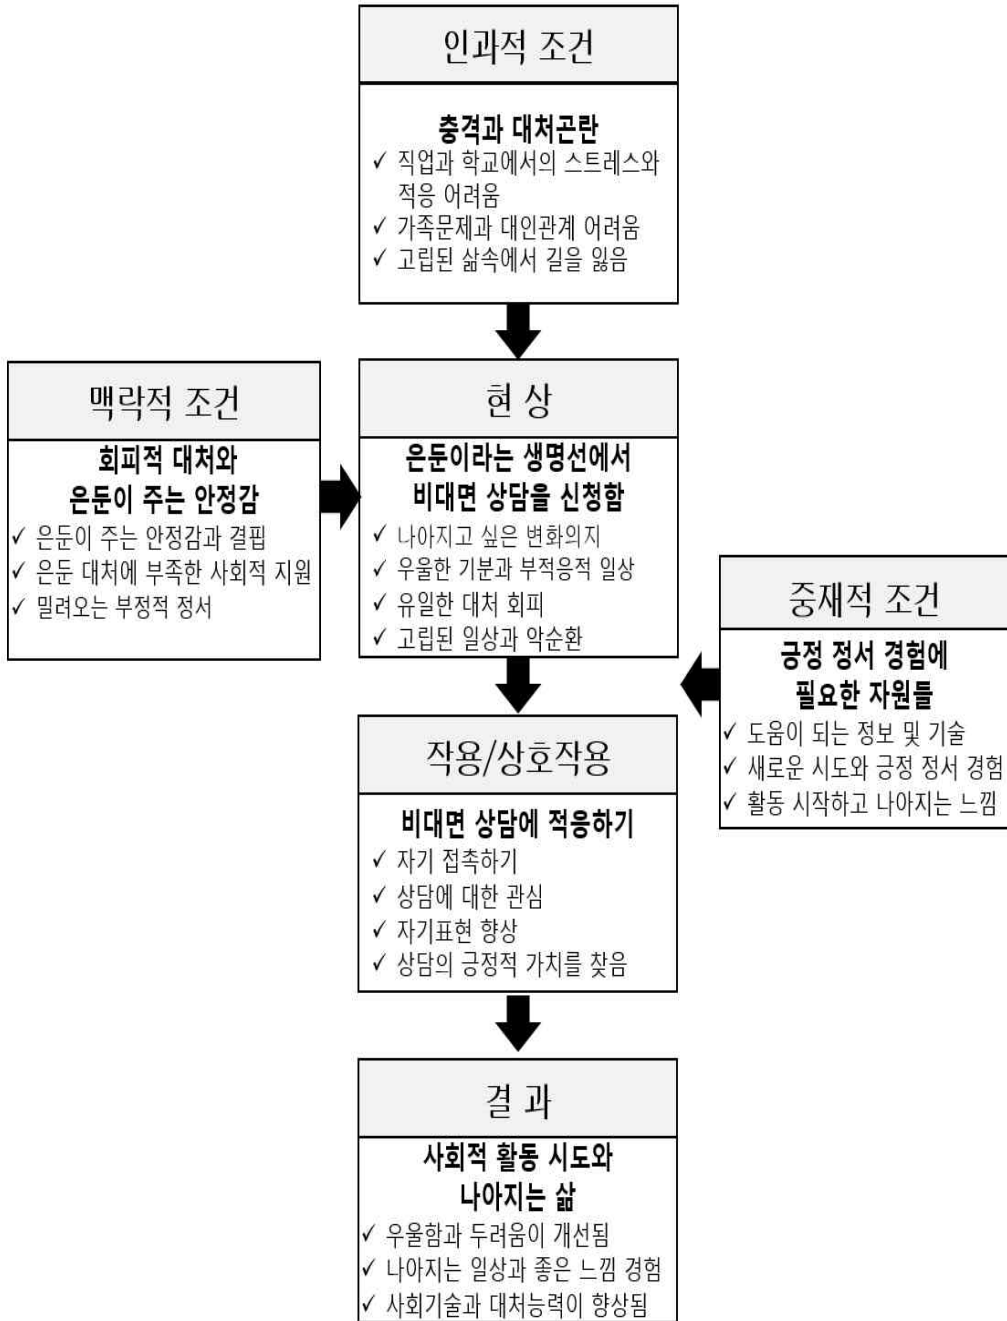 인과적 조건
충격과 대처곤란
✓ 직업과 학교에서의 스트레스와
적응 어려움
✓ 가족문제과 대인관계 어려움
✓ 고립된 삶속에서 길을 잃음
맥락적 조건
회피적 대처와
은둔이 주는 안정감
✓ 은둔이 주는 안정감과 결핍
✓ 은둔 대처에 부족한 사회적 지원
✓ 밀려오는 부정적 정서
현 상
은둔이라는 생명선에서
비대면 상담을 신청함
✓ 나아지고 싶은 변화의지
✓ 우울한 기분과 부적응적 일상
✓ 유일한 대처 회피
✓ 고립된 일상과 악순환
중재적 조건
긍정 정서 경험에
필요한 자원들
✓ 도움이 되는 정보 및 기술
✓ 새로운 시도와 긍정 정서 경험
✓ 활동 시작하고 나아지는 느낌
작용/상호작용
비대면 상담에 적응하기
✓ 자기 접촉하기
✓ 상담에 대한 관심
✓ 자기표현 향상
✓ 상담의 긍정적 가치를 찾음
결 과
사회적 활동 시도와
나아지는 삶
✓ 우울함과 두려움이 개선됨
✓ 나아지는 일상과 좋은 느낌 경험
✓ 사회기술과 대처능력이 향상됨